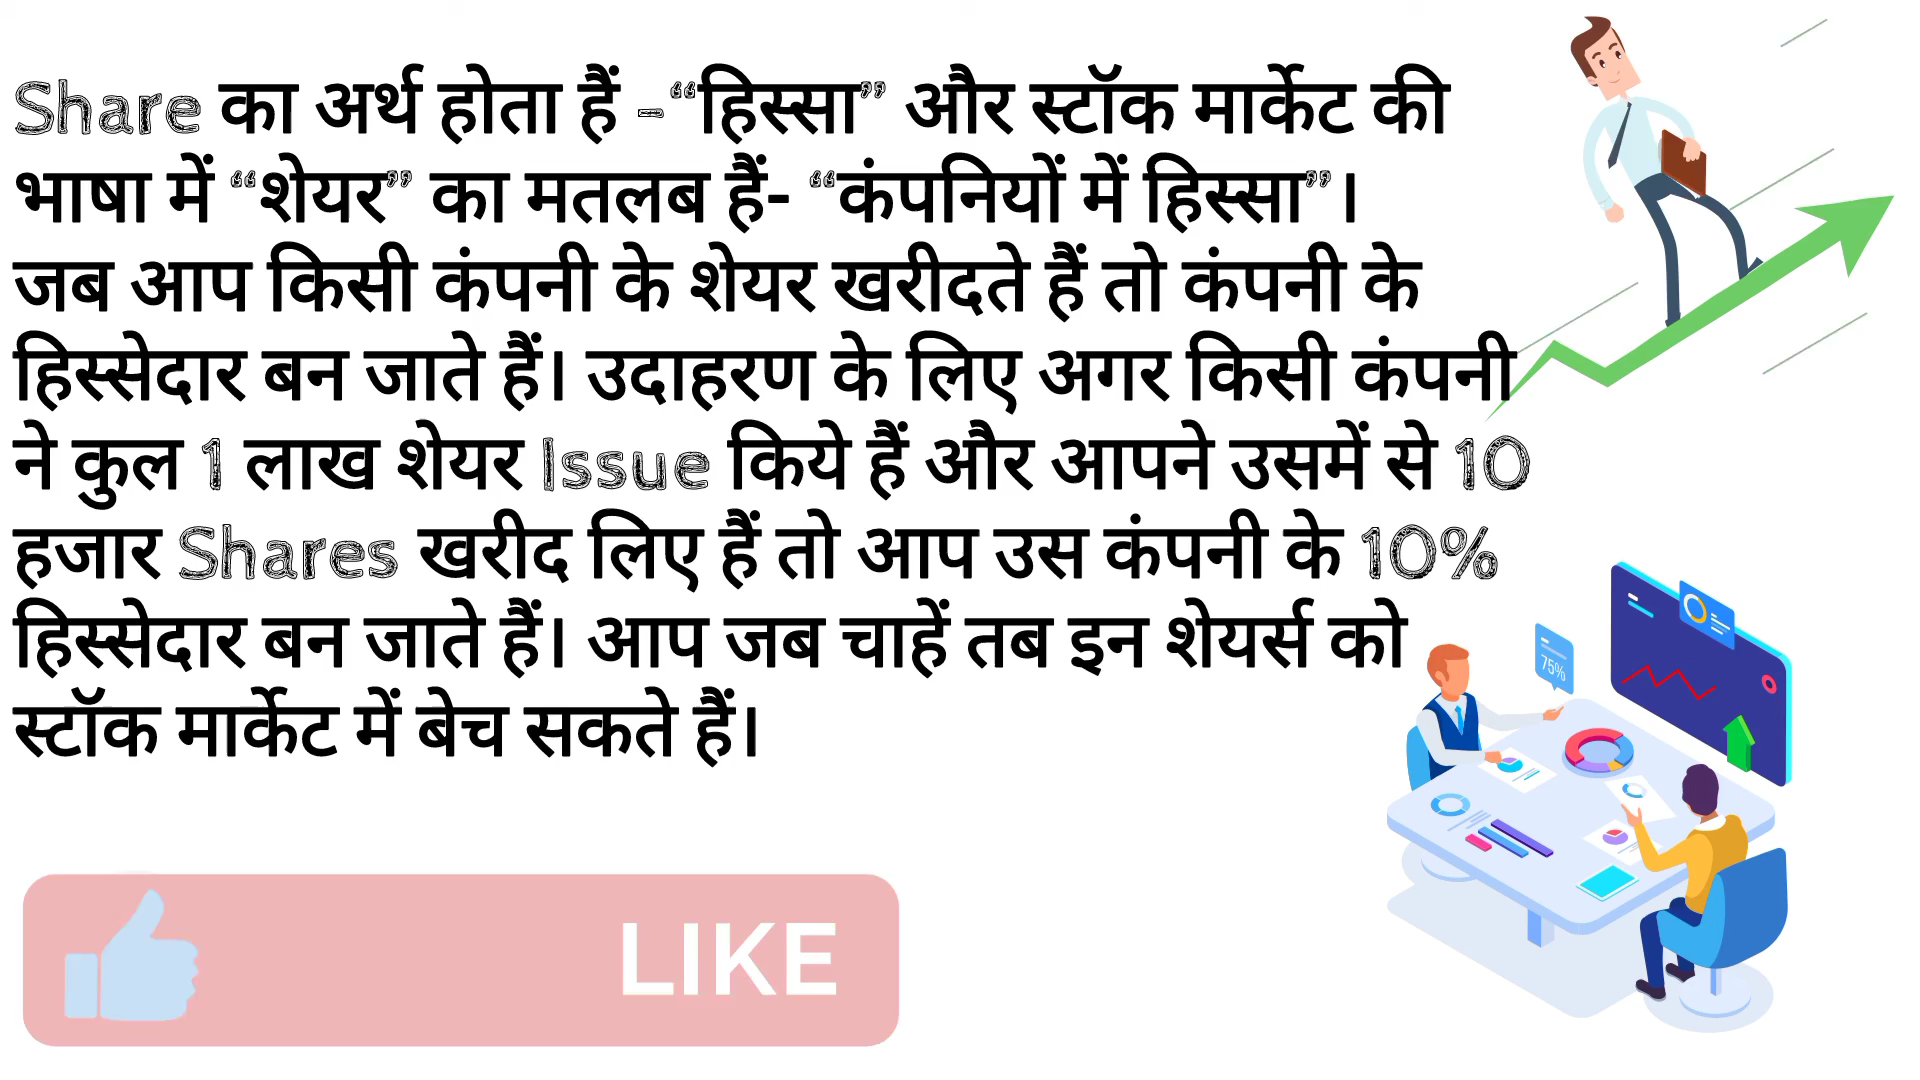 Share का अर्थ होता हैं -“हिस्सा” और स्टॉक मार्केट की
भाषा में “शेयर” का मतलब हैं- “कंपनियों में हिस्सा”।
जब आप किसी कंपनी के शेयर खरीदते हैं तो कंपनी के
हिस्सेदार बन जाते हैं। उदाहरण के लिए अगर किसी कंपनी
ने कुल 1 लाख शेयर Issue किये हैं और आपने उसमें से 10
हजार Shares खरीद लिए हैं तो आप उस कंपनी के 10%
हिस्सेदार बन जाते हैं। आप जब चाहें तब इन शेयर्स को
स्टॉक मार्केट में बेच सकते हैं।
75%
LIKE